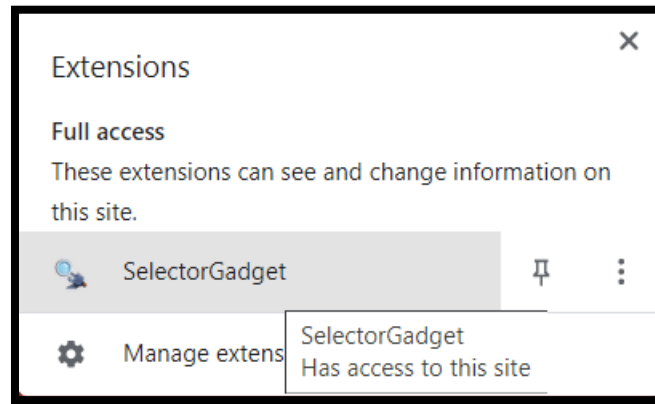 Extensions
Full access
These extensions can see and change information on
this site.
SelectorGadget
Manage extens
SelectorGadget
Has access to this site